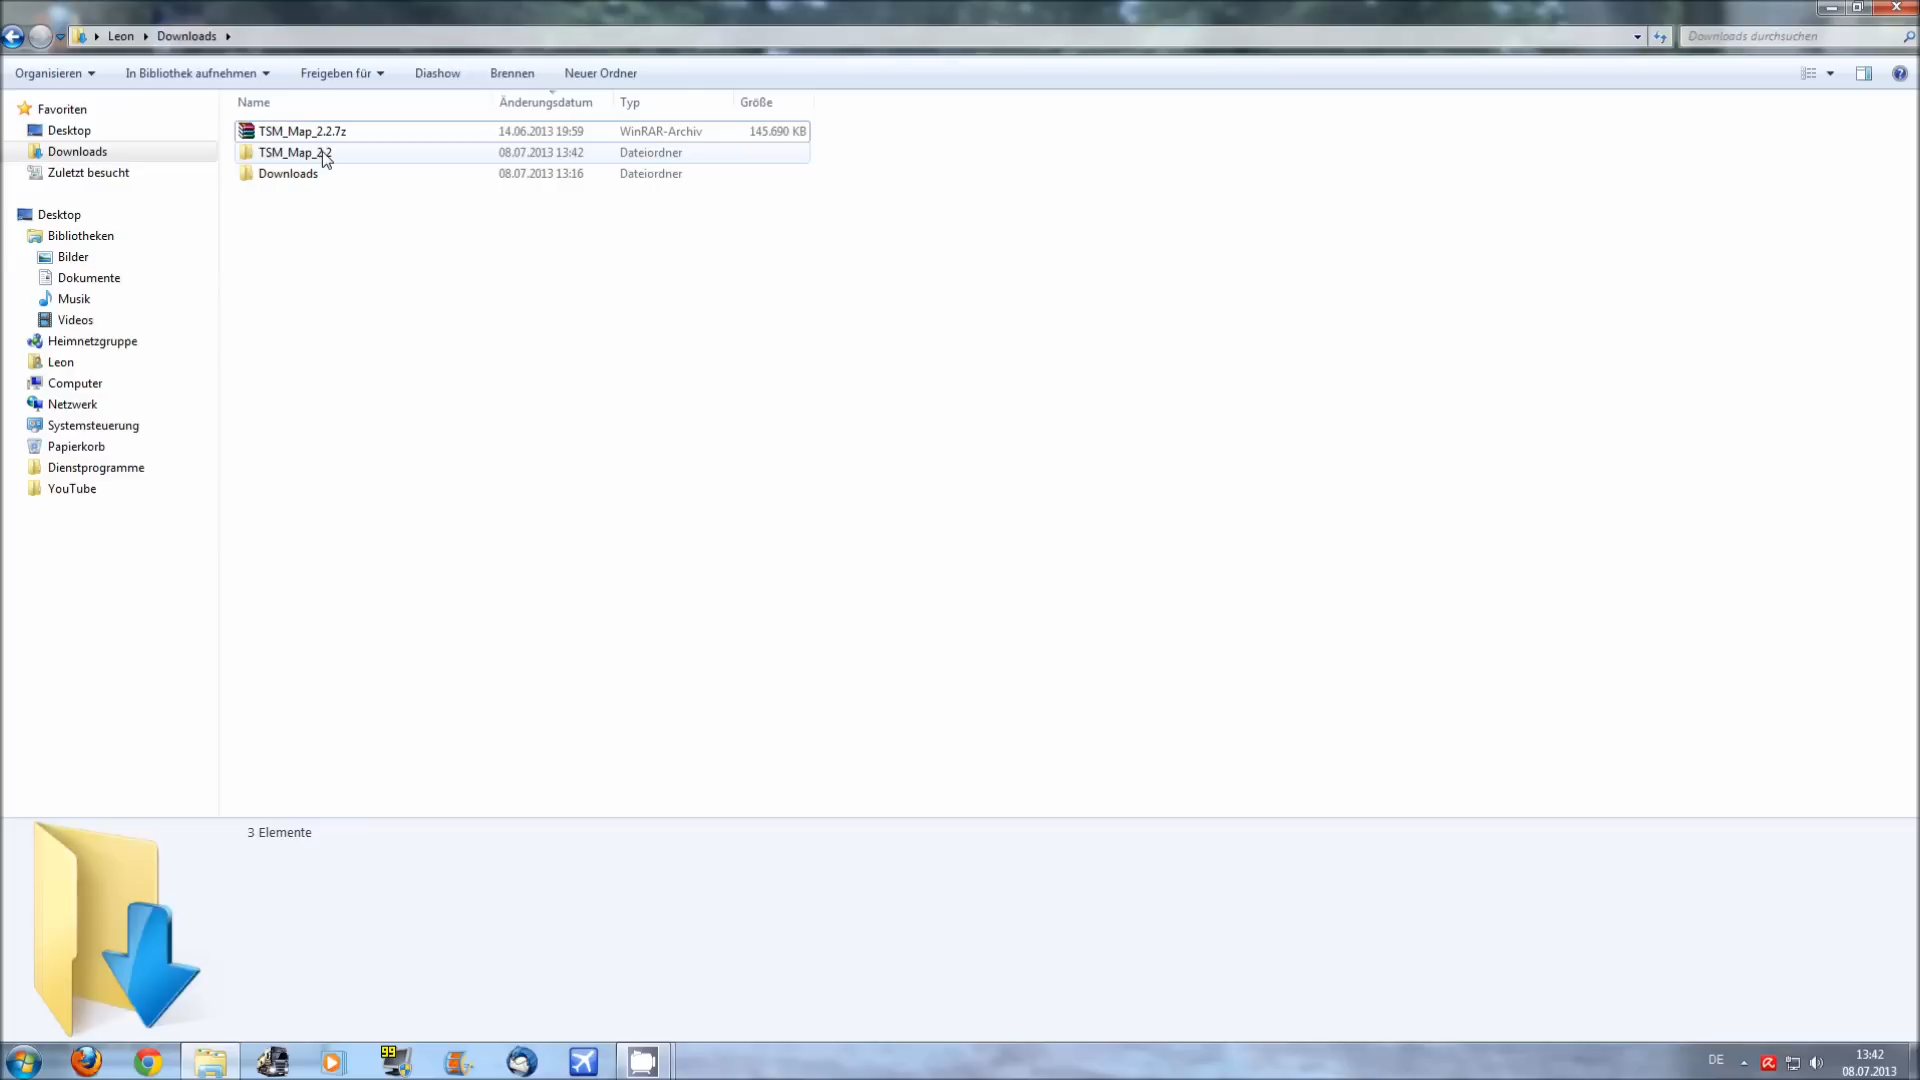 Leon Downloads Downloads durchsuchen
Organisieren In Bibliothek aufnehmen Freigeben für Diashow Brennen Neuer Ordner
Favoriten
Desktop
Downloads
Zuletzt besucht
Desktop
Bibliotheken
Bilder
Dokumente
Musik
Videos
Heimnetzgruppe
Leon
Computer
Netzwerk
Systemsteuerung
Papierkorb
Dienstprogramme
YouTube
Name Änderungsdatum Typ Größe
TSM_Map_2.2.7z 14.06.2013 19:59 WinRAR-Archiv 145.690 KB
TSM_Map_2.2 08.07.2013 13:42 Dateiordner
Downloads 08.07.2013 13:16 Dateiordner
3 Elemente
99
DE
13:42
08.07.2013